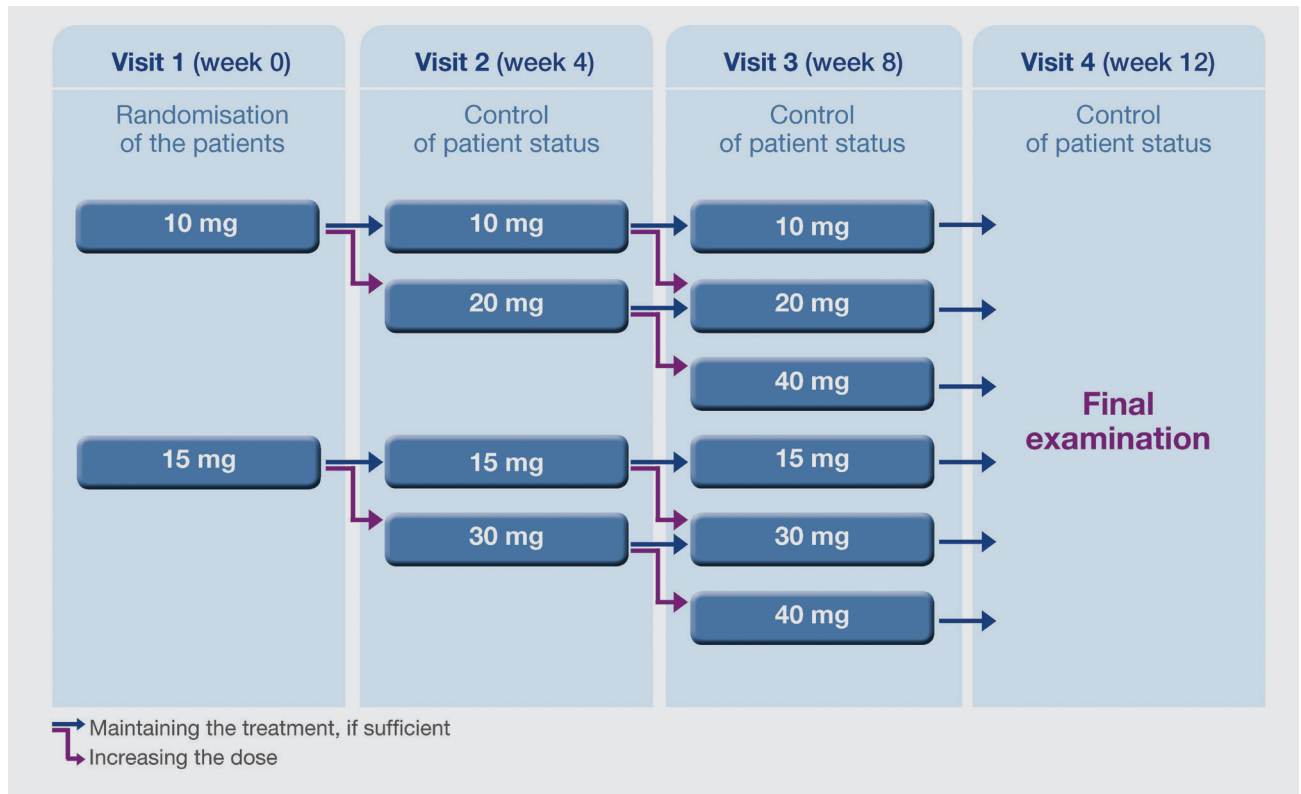 Visit 1 (week 0)
Randomisation
of the patients
10 mg
15 mg
Visit 2 (week 4)
Control
of patient status
10 mg
20 mg
15 mg
30 mg
Visit 3 (week 8)
Control
of patient status
10 mg
20 mg
40 mg
15 mg
30 mg
40 mg
Visit 4 (week 12)
Control
of patient status
Final
examination
Maintaining the treatment, if sufficient
Increasing the dose